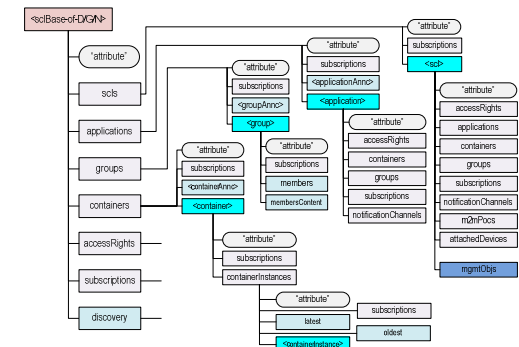 <sclBase-of-D/G/N>
"attribute"
scls
applications
groups
containers
accessRights
subscriptions
discovery
"attribute"
subscriptions
<containerAnnc>
<container>
"attribute"
subscriptions
containerInstances
"attribute"
subscriptions
latest
oldest
<containerInstance>
"attribute"
subscriptions
<groupAnnc>
<group>
"attribute"
subscriptions
members
membersContent
"attribute"
subscriptions
<applicationAnnc>
<application>
"attribute"
accessRights
containers
groups
subscriptions
notificationChannels
"attribute"
subscriptions
<scl>
"attribute"
accessRights
applications
containers
groups
subscriptions
notificationChannels
m2mPocs
attachedDevices
mgmtObjs